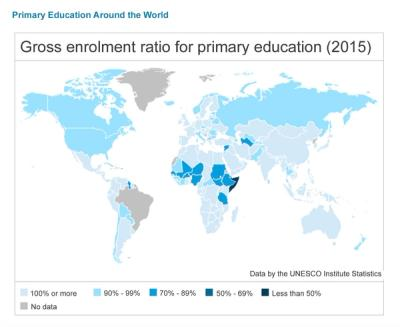 Primary Education Around the World
Gross enrolment ratio for primary education (2015)
Data by the UNESCO Institute Statistics
100% or more
90% - 99%
70% - 89%
50% - 69%
Less than 50%
No data